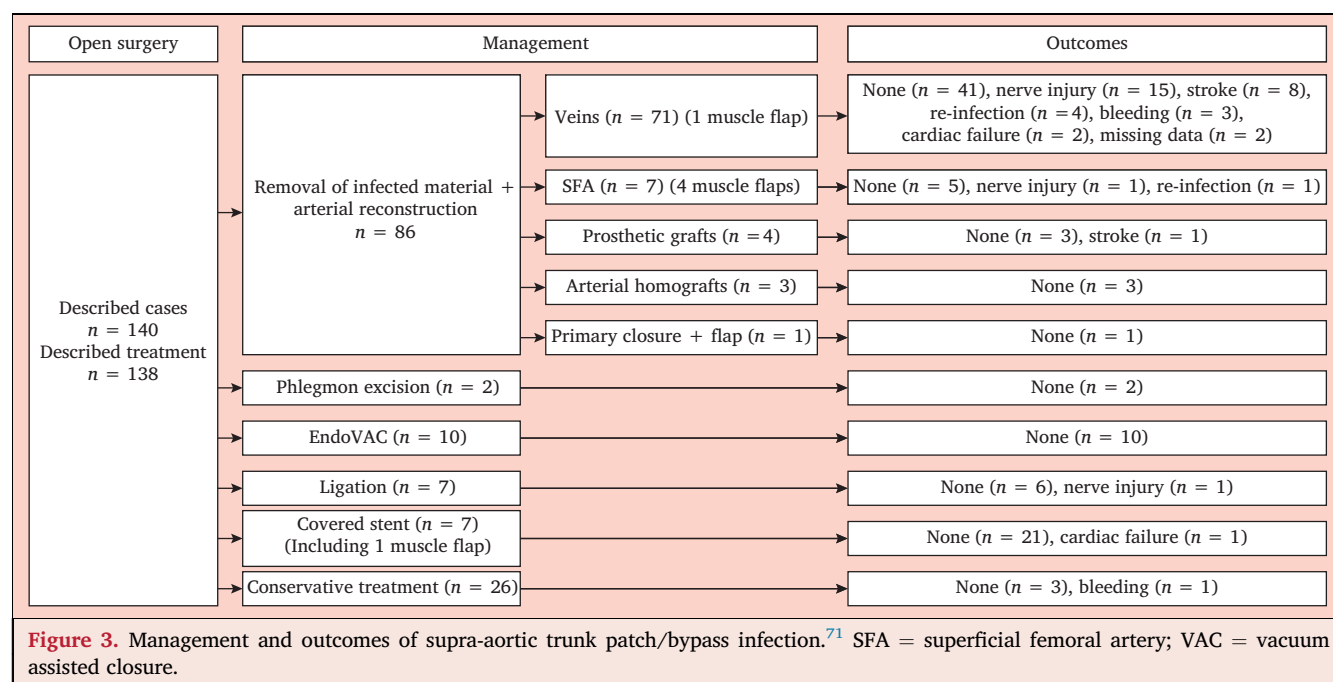 Open surgery
Management
Outcomes
Described cases
n = 140
Described treatment
n = 138
Removal of infected material +
arterial reconstruction
n = 86
Veins (n = 71) (1 muscle flap)
None (n = 41), nerve injury (n = 15), stroke (n = 8),
re-infection (n =4), bleeding (n = 3),
cardiac failure (n = 2), missing data (n = 2)
SFA (n = 7) (4 muscle flaps)
None (n = 5), nerve injury (n = 1), re-infection (n = 1)
Prosthetic grafts (n =4)
None (n = 3), stroke (n = 1)
Arterial homografts (n = 3)
None (n = 3)
Primary closure + flap (n = 1)
None (n = 1)
Phlegmon excision (n = 2)
None (n = 2)
EndoVAC (n = 10)
None (n = 10)
Ligation (n = 7)
None (n = 6), nerve injury (n = 1)
Covered stent (n = 7)
(Including 1 muscle flap)
None (n = 21), cardiac failure (n = 1)
Conservative treatment (n = 26)
None (n = 3), bleeding (n = 1)
Figure 3. Management and outcomes of supra-aortic trunk patch/bypass infection.71 SFA = superficial femoral artery; VAC = vacuum
assisted closure.